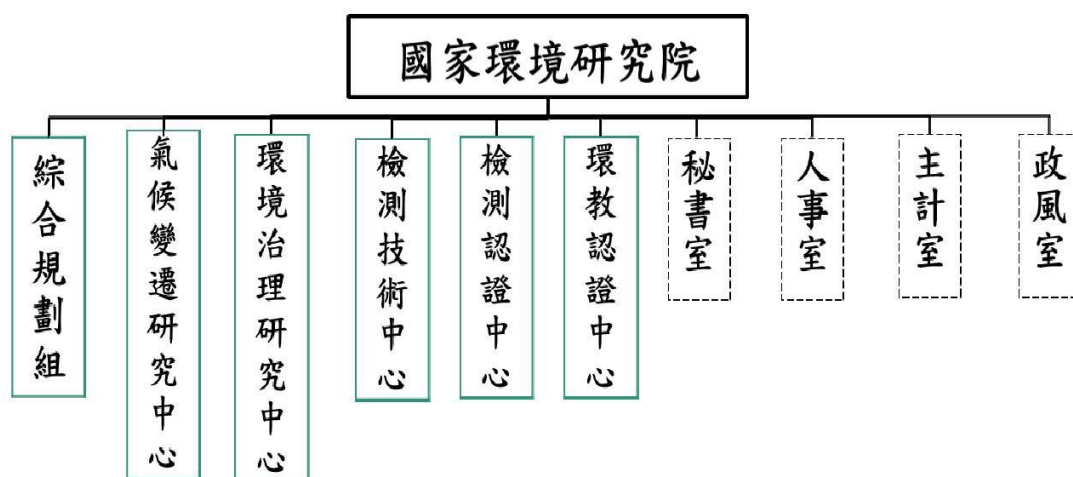 國家環境研究院
綜合規劃組
氣候變遷研究中心
環境治理研究中心
檢測技術中心
檢測認證中心
環教認證中心
秘書室
人事室
主計室
政風室